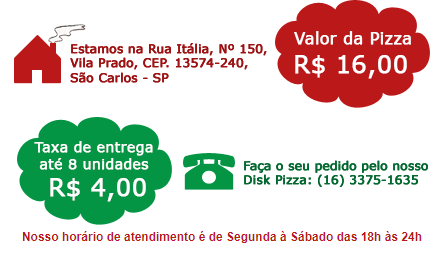 Estamos na Rua Itália, Nº 150,
Vila Prado, CEP. 13574-240,
São Carlos - SP
Valor da Pizza
R$ 16,00
Taxa de entrega
até 8 unidades
R$ 4,00
Faça o seu pedido pelo nosso
Disk Pizza: (16) 3375-1635
Nosso horário de atendimento é de Segunda à Sábado das 18h às 24h